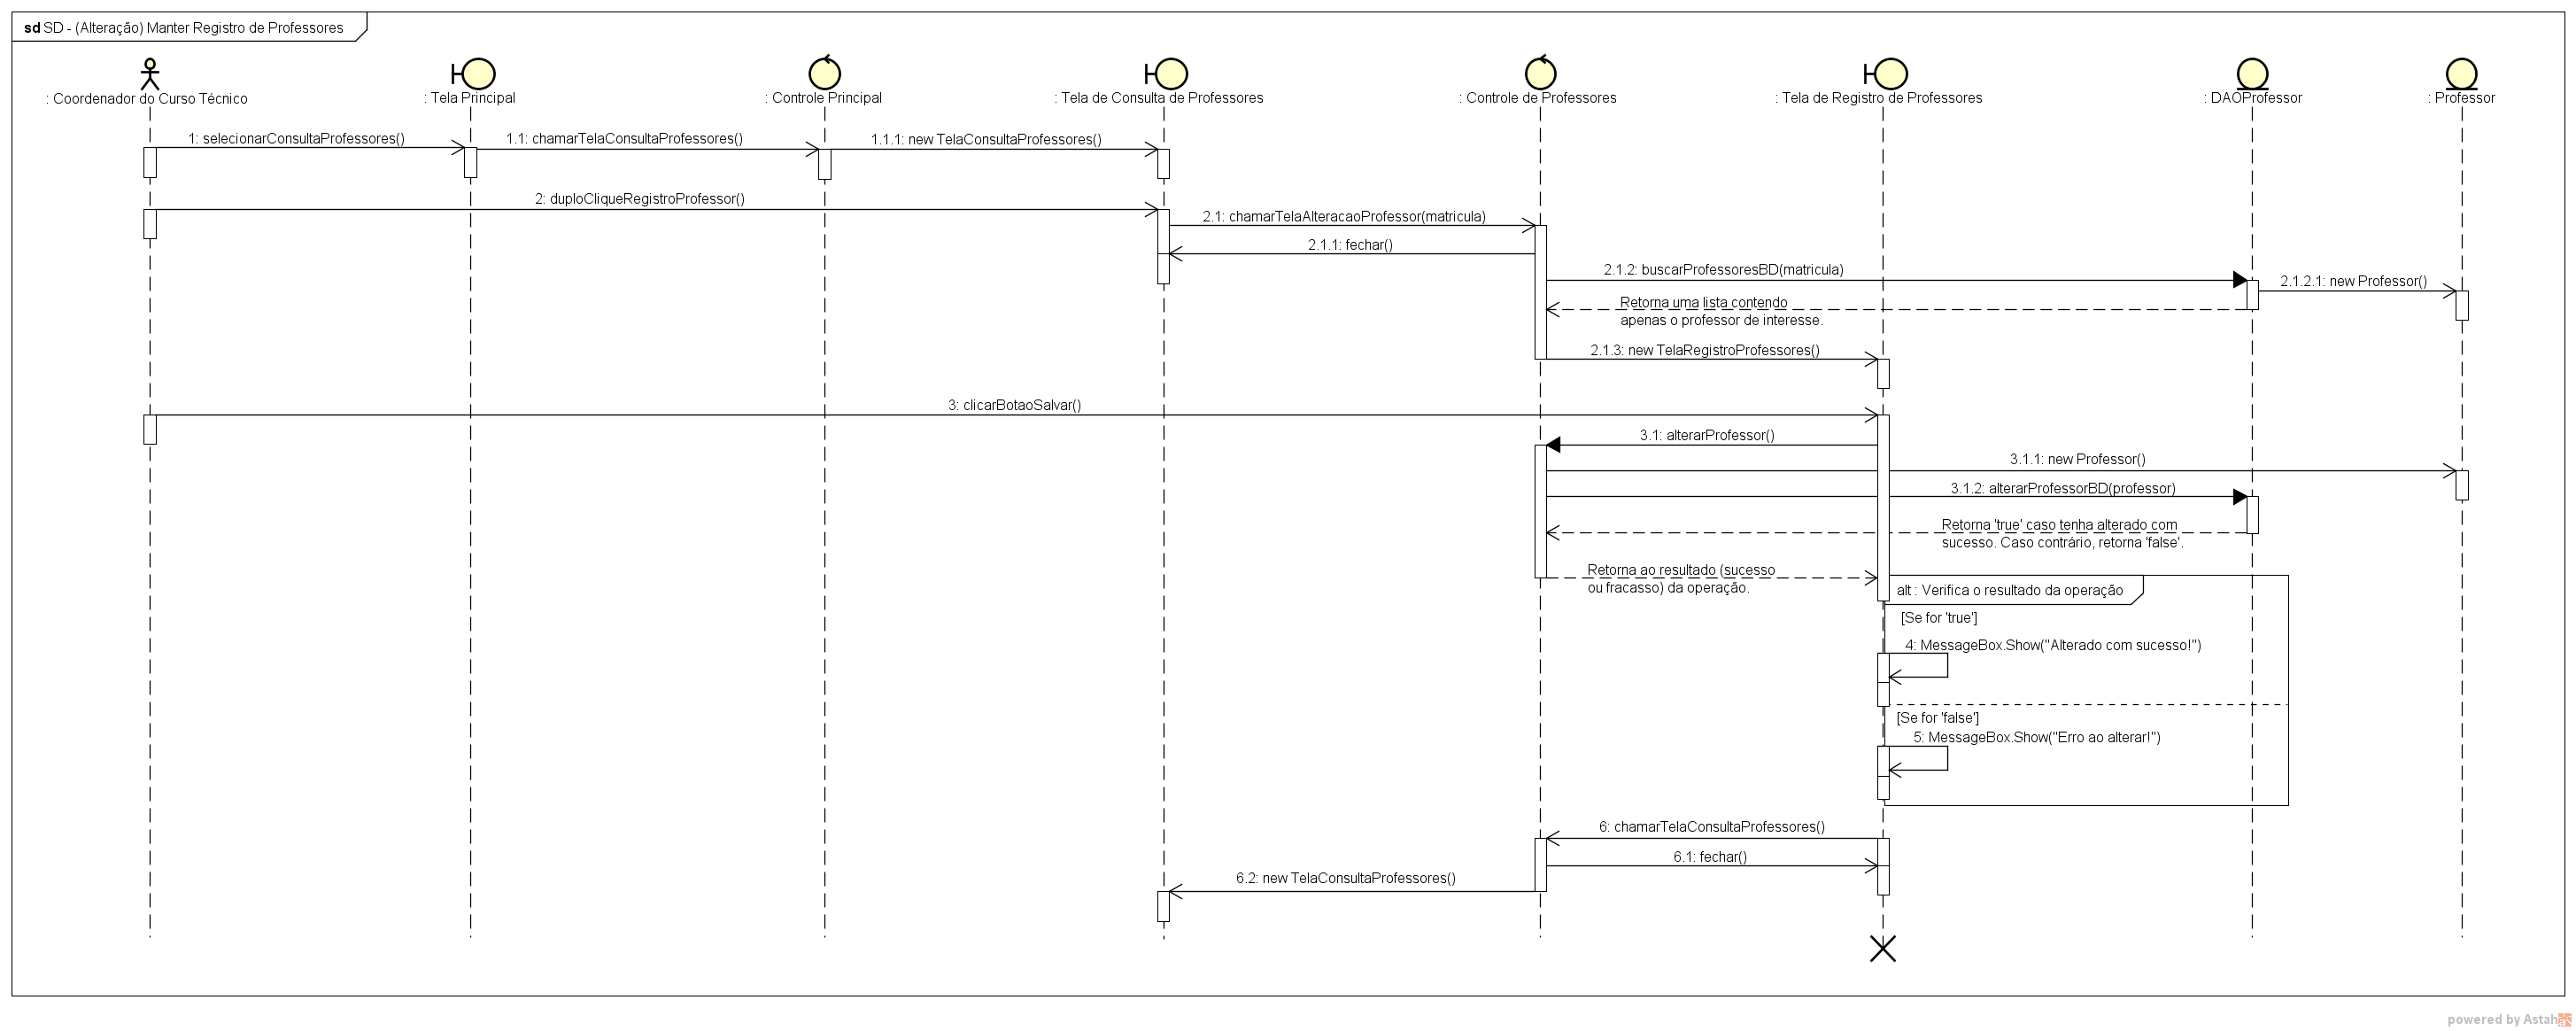 sd SD - (Alteração) Manter Registro de Professores
: Coordenador do Curso Técnico
: Tela Principal
: Controle Principal
: Tela de Consulta de Professores
: Controle de Professores
: Tela de Registro de Professores
: DAOProfessor
: Professor
1: selecionarConsultaProfessores()
1.1: chamarTelaConsultaProfessores()
1.1.1: new TelaConsultaProfessores()
2: duploCliqueRegistroProfessor()
2.1: chamarTelaAlteracaoProfessor(matricula)
2.1.1: fechar()
2.1.2: buscarProfessoresBD(matricula)
2.1.2.1: new Professor()
Retorna uma lista contendo
apenas o professor de interesse.
2.1.3: new TelaRegistroProfessores()
3: clicarBotaoSalvar()
3.1: alterarProfessor()
3.1.1: new Professor()
3.1.2: alterarProfessorBD(professor)
Retorna 'true' caso tenha alterado com
sucesso. Caso contrário, retorna 'false'.
Retorna ao resultado (sucesso
ou fracasso) da operação.
alt : Verifica o resultado da operação
[Se for 'true']
4: MessageBox.Show("Alterado com sucesso!")
[Se for 'false']
5: MessageBox.Show("Erro ao alterar!")
6: chamarTelaConsultaProfessores()
6.1: fechar()
6.2: new TelaConsultaProfessores()
powered by Astah